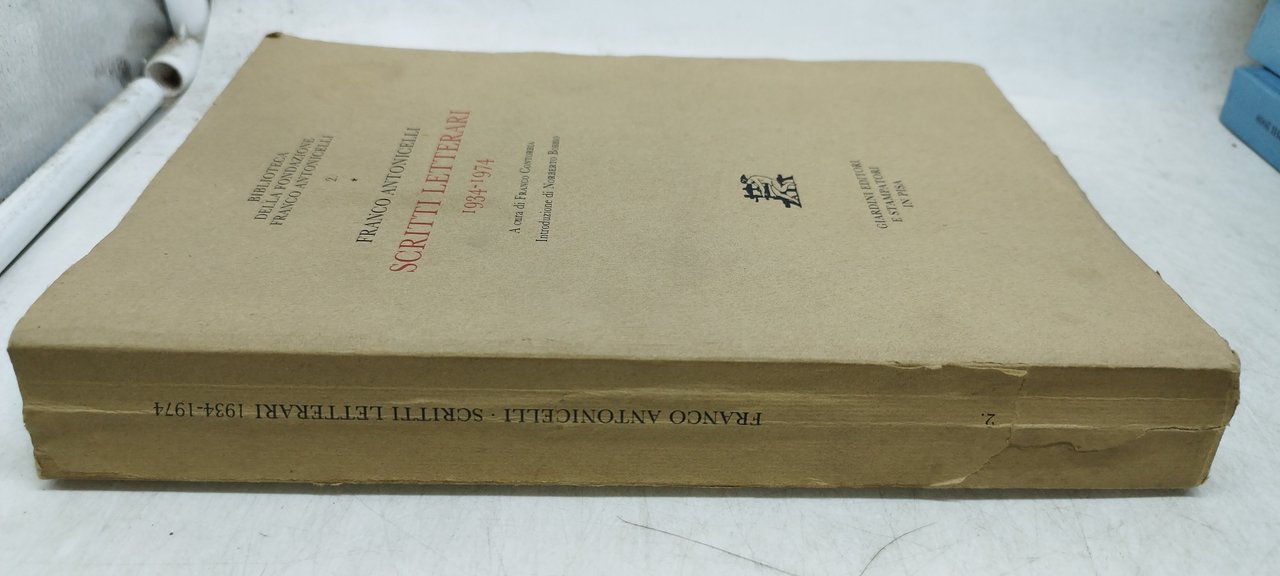 BIBLIOTECA
DELLA FONDAZIONE
FRANCO ANTONICELLI
2.
*
FRANCO ANTONICELLI
SCRITTI LETTERARI
1934-1974
A cura di FRANCO CONTORBIA
Introduzione di NORBERTO BOBBIO
GIARDINI EDITORI
E STAMPATORI
IN PISA
2.
FRANCO ANTONICELLI · SCRITTI LETTERARI 1934-1974